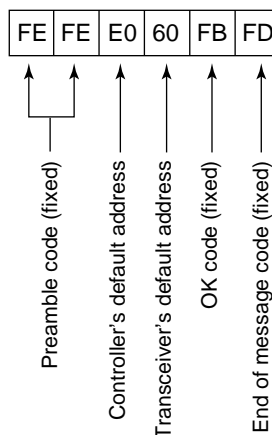 FE FE E0 60 FB FD
Preamble code (fixed)
Controller's default address
Transceiver's default address
OK code (fixed)
End of message code (fixed)